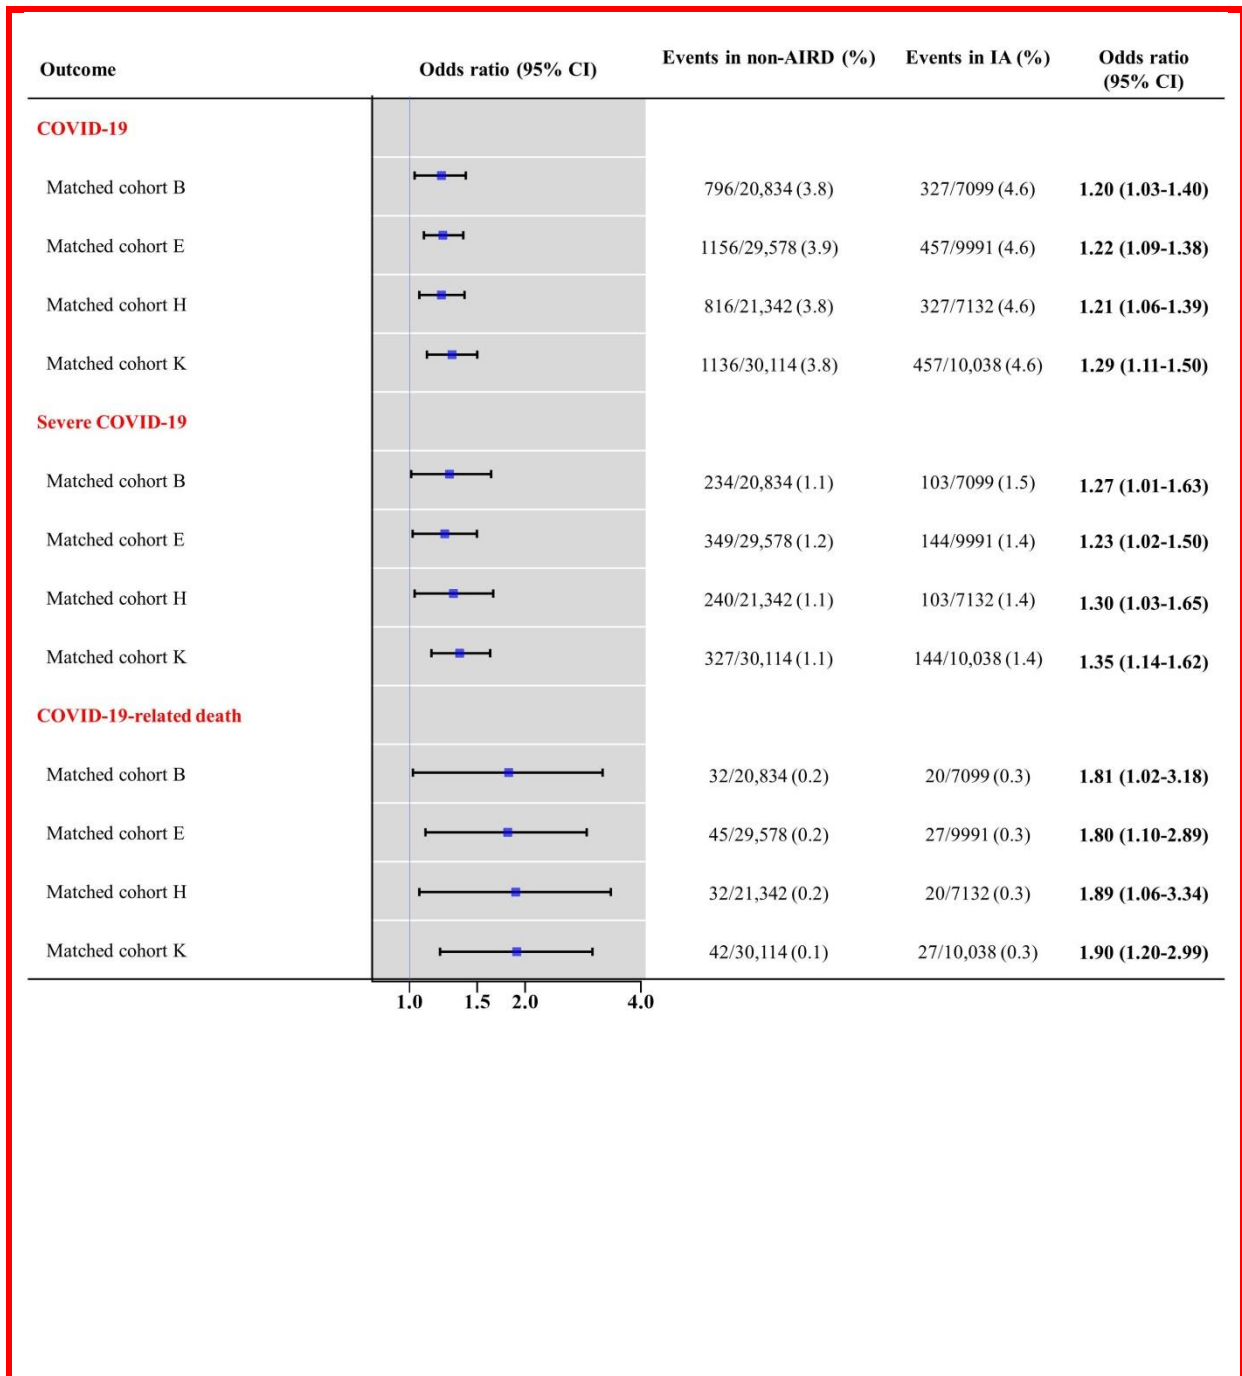 Outcome Odds ratio (95% CI) Events in non-AIRD (%) Events in IA (%) Odds ratio
(95% CI)
COVID-19
Matched cohort B 796/20,834 (3.8) 327/7099 (4.6) 1.20 (1.03-1.40)
Matched cohort E 1156/29,578 (3.9) 457/9991 (4.6) 1.22 (1.09-1.38)
Matched cohort H 816/21,342 (3.8) 327/7132 (4.6) 1.21 (1.06-1.39)
Matched cohort K 1136/30,114 (3.8) 457/10,038 (4.6) 1.29 (1.11-1.50)
Severe COVID-19
Matched cohort B 234/20,834 (1.1) 103/7099 (1.5) 1.27 (1.01-1.63)
Matched cohort E 349/29,578 (1.2) 144/9991 (1.4) 1.23 (1.02-1.50)
Matched cohort H 240/21,342 (1.1) 103/7132 (1.4) 1.30 (1.03-1.65)
Matched cohort K 327/30,114 (1.1) 144/10,038 (1.4) 1.35 (1.14-1.62)
COVID-19-related death
Matched cohort B 32/20,834 (0.2) 20/7099 (0.3) 1.81 (1.02-3.18)
Matched cohort E 45/29,578 (0.2) 27/9991 (0.3) 1.80 (1.10-2.89)
Matched cohort H 32/21,342 (0.2) 20/7132 (0.3) 1.89 (1.06-3.34)
Matched cohort K 42/30,114 (0.1) 27/10,038 (0.3) 1.90 (1.20-2.99)
1.0 1.5 2.0 4.0